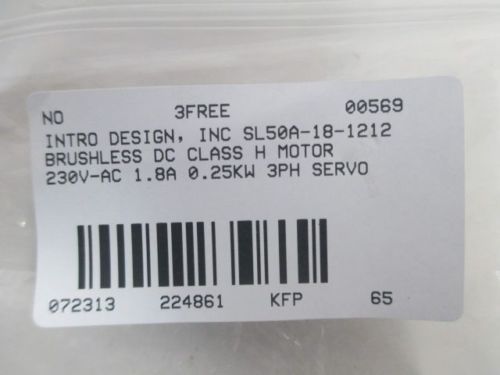 NO 3FREE 00569
INTRO DESIGN, INC SL50A-18-1212
BRUSHLESS DC CLASS H MOTOR
230V-AC 1.8A 0.25KW 3PH SERVO
072313 224861 KFP 65